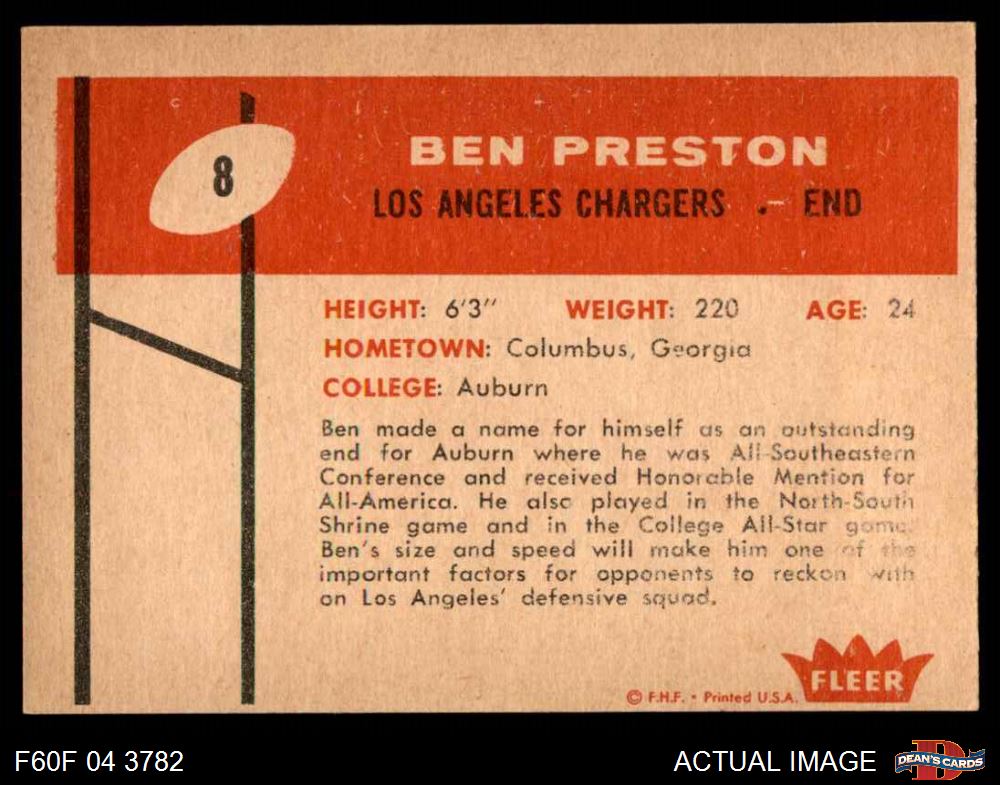 8
BEN PRESTON
LOS ANGELES CHARGERS .- END
HEIGHT: 6'3" WEIGHT: 220 AGE: 24
HOMETOWN: Columbus, Georgia
COLLEGE: Auburn
Ben made a name for himself as an outstanding
end for Auburn where he was All-Southeastern
Conference and received Honorable Mention for
All-America. He also played in the North-South
Shrine game and in the College All-Star game.
Ben's size and speed will make him one of the
important factors for opponents to reckon with
on Los Angeles' defensive squad.
FLEER
© F.H.F. • Printed U.S.A.
F60F 04 3782 ACTUAL IMAGE DEAN'S CARDS